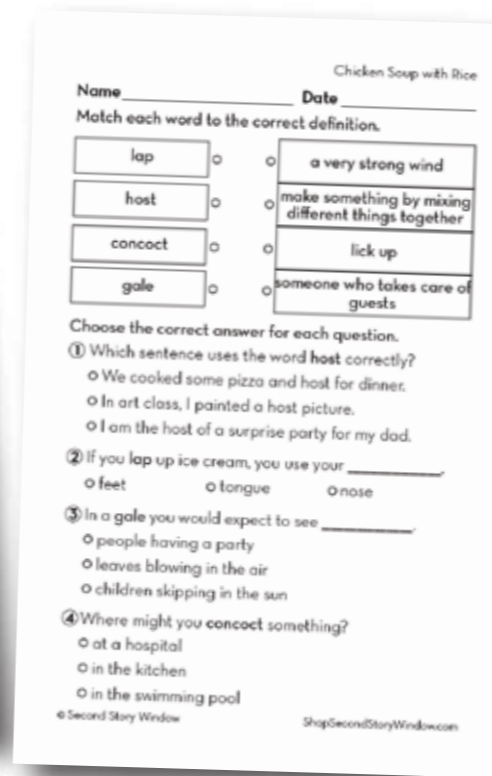 Chicken Soup with Rice
Name Date
Match each word to the correct definition.
lap
a very strong wind
host
make something by mixing
different things together
concoct
lick up
gale
someone who takes care of
guests
Choose the correct answer for each question.
① Which sentence uses the word host correctly?
We cooked some pizza and host for dinner.
In art class, I painted a host picture.
I am the host of a surprise party for my dad.
② If you lap up ice cream, you use your ________.
feet tongue nose
③ In a gale you would expect to see ________.
people having a party
leaves blowing in the air
children skipping in the sun
④ Where might you concoct something?
at a hospital
in the kitchen
in the swimming pool
© Second Story Window ShopSecondStoryWindow.com